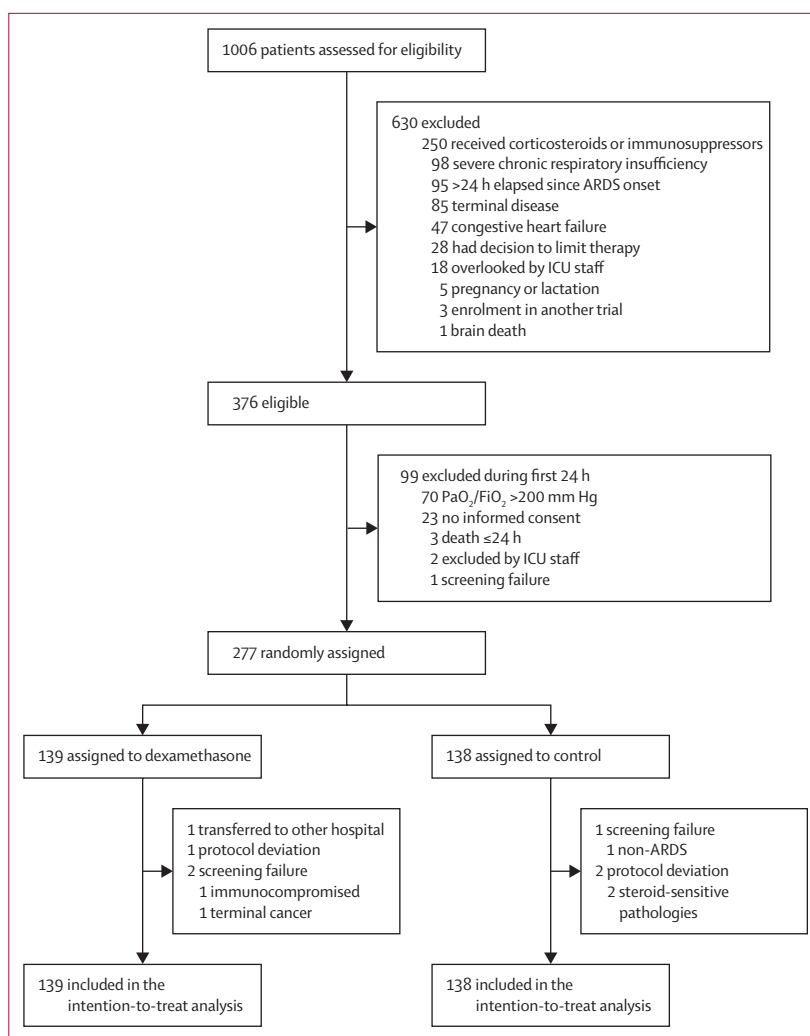 1006 patients assessed for eligibility
630 excluded
250 received corticosteroids or immunosuppressors
98 severe chronic respiratory insufficiency
95 >24 h elapsed since ARDS onset
85 terminal disease
47 congestive heart failure
28 had decision to limit therapy
18 overlooked by ICU staff
5 pregnancy or lactation
3 enrolment in another trial
1 brain death
376 eligible
99 excluded during first 24 h
70 PaO₂/FiO₂ >200 mm Hg
23 no informed consent
3 death ≤24 h
2 excluded by ICU staff
1 screening failure
277 randomly assigned
139 assigned to dexamethasone
1 transferred to other hospital
1 protocol deviation
2 screening failure
1 immunocompromised
1 terminal cancer
139 included in the
intention-to-treat analysis
138 assigned to control
1 screening failure
1 non-ARDS
2 protocol deviation
2 steroid-sensitive
pathologies
138 included in the
intention-to-treat analysis